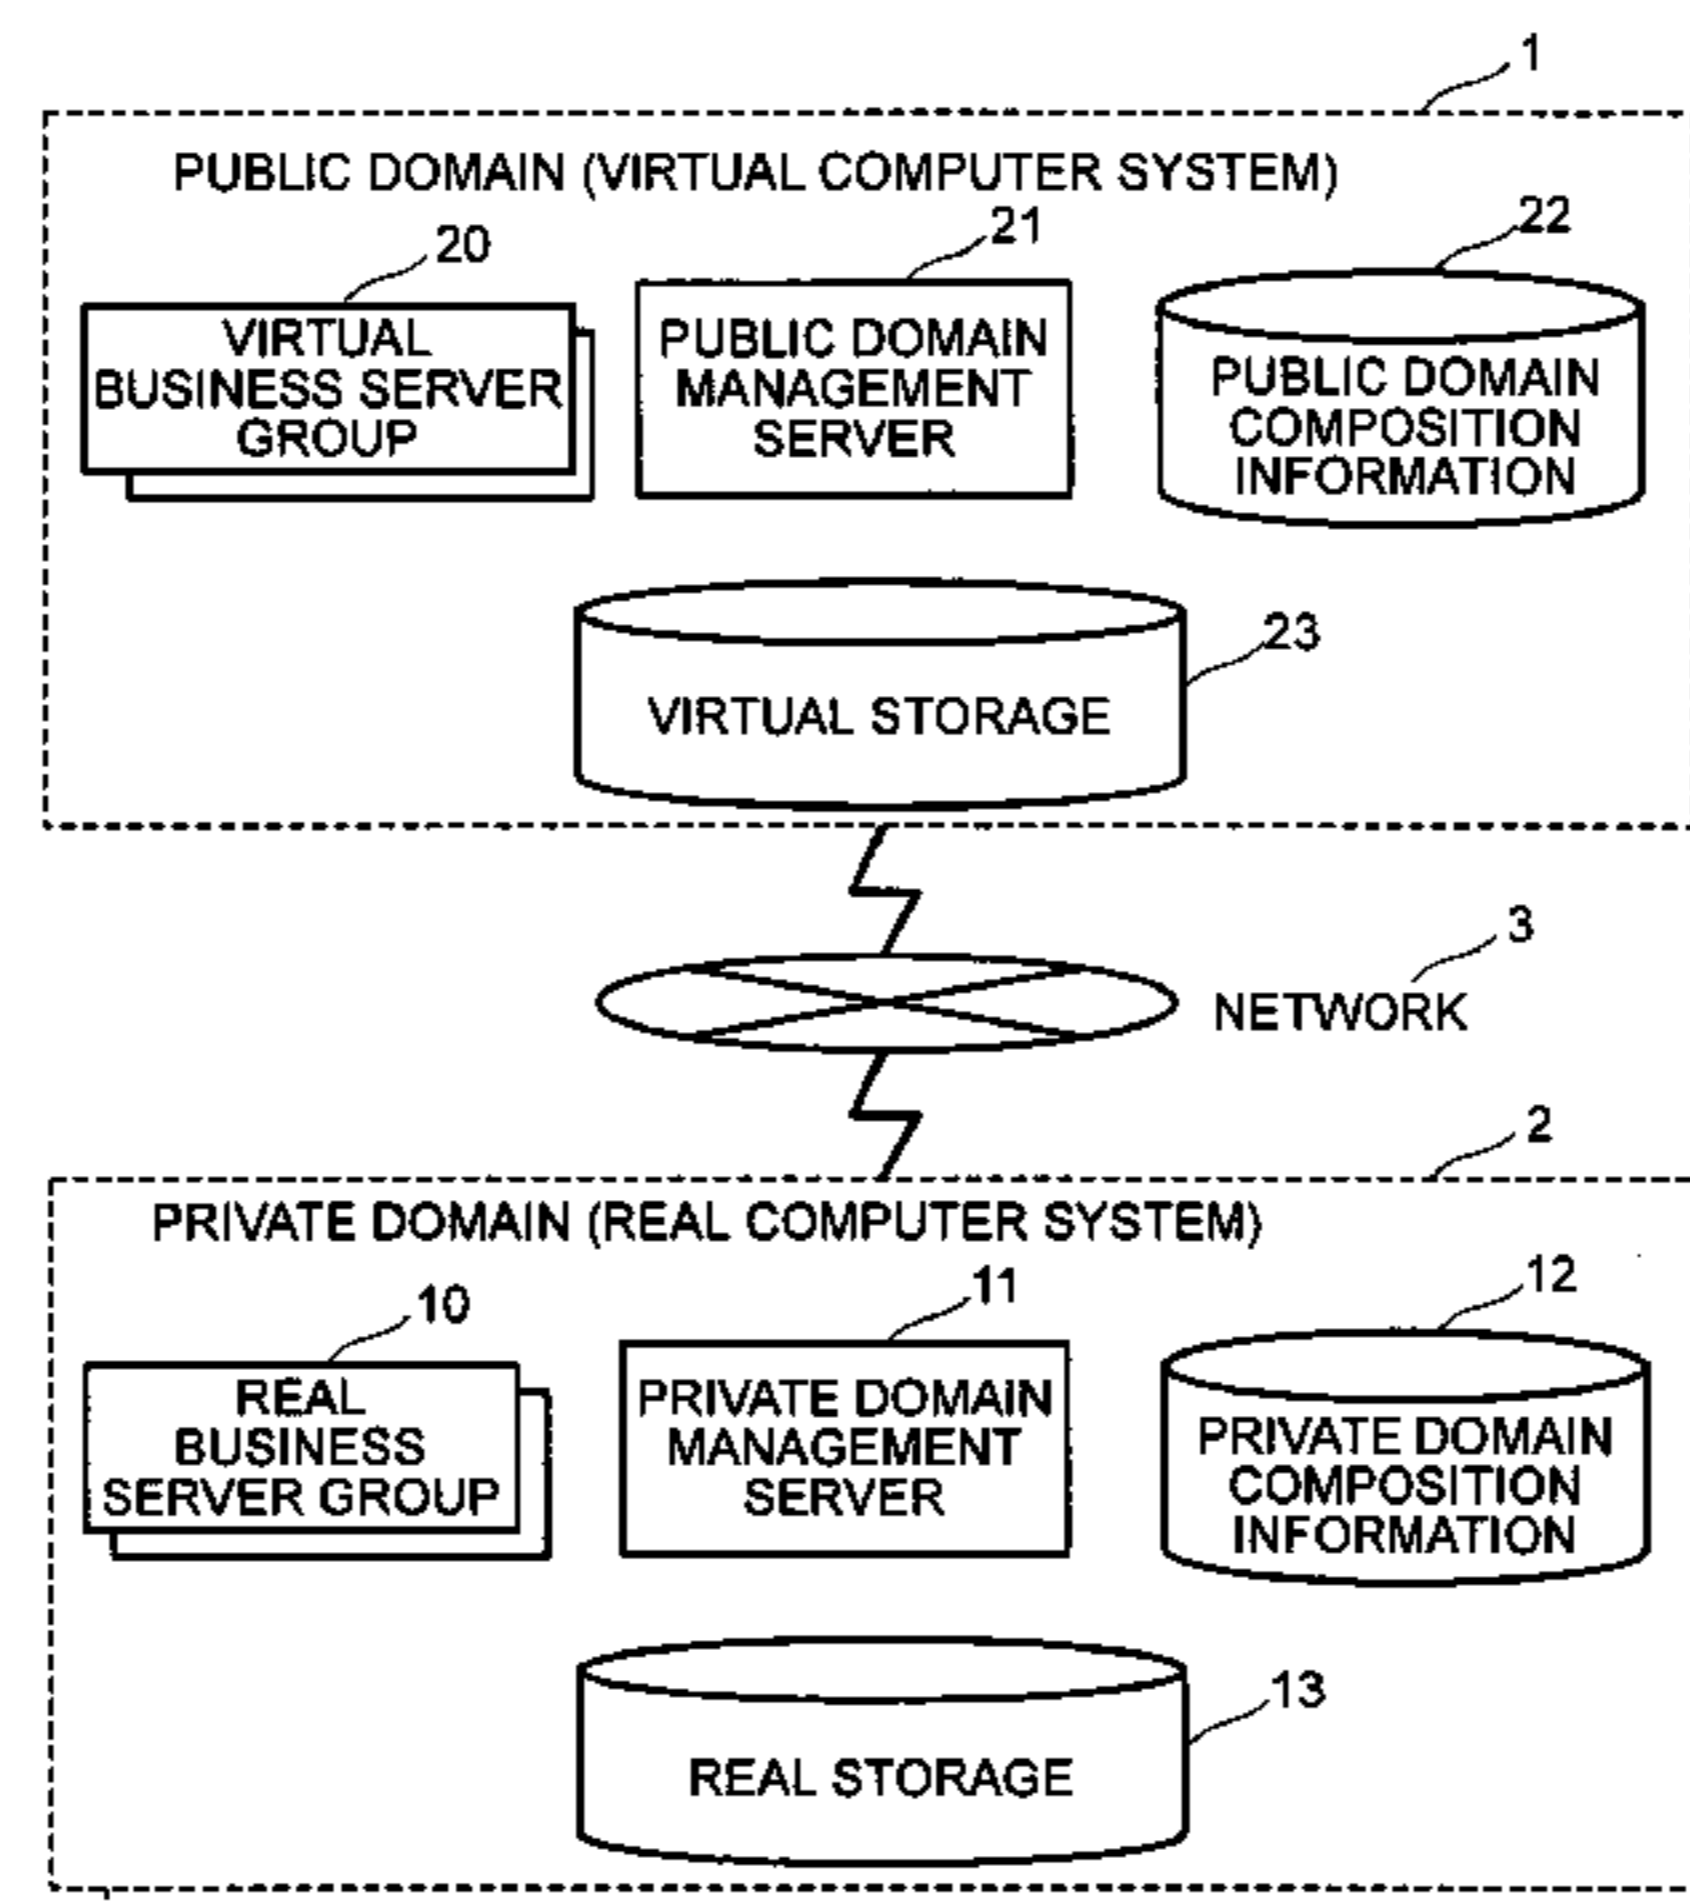 1
PUBLIC DOMAIN (VIRTUAL COMPUTER SYSTEM)
20
21
22
VIRTUAL
BUSINESS SERVER
GROUP
PUBLIC DOMAIN
MANAGEMENT
SERVER
PUBLIC DOMAIN
COMPOSITION
INFORMATION
23
VIRTUAL STORAGE
3
NETWORK
2
PRIVATE DOMAIN (REAL COMPUTER SYSTEM)
10
11
12
REAL
BUSINESS
SERVER GROUP
PRIVATE DOMAIN
MANAGEMENT
SERVER
PRIVATE DOMAIN
COMPOSITION
INFORMATION
13
REAL STORAGE